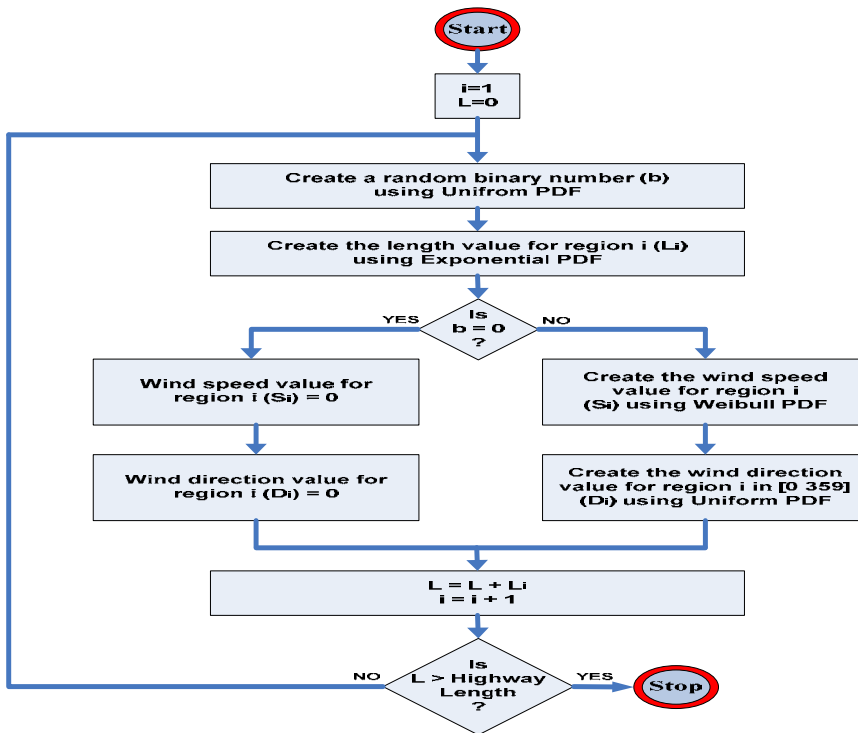 Start
i=1
L=0
Create a random binary number (b)
using Unifrom PDF
Create the length value for region i (Li)
using Exponential PDF
Is
b = 0
?
YES
NO
Wind speed value for
region i (Si) = 0
Create the wind speed
value for region i
(Si) using Weibull PDF
Wind direction value for
region i (Di) = 0
Create the wind direction
value for region i in [0 359]
(Di) using Uniform PDF
L = L + Li
i = i + 1
Is
L > Highway
Length
?
NO
YES
Stop